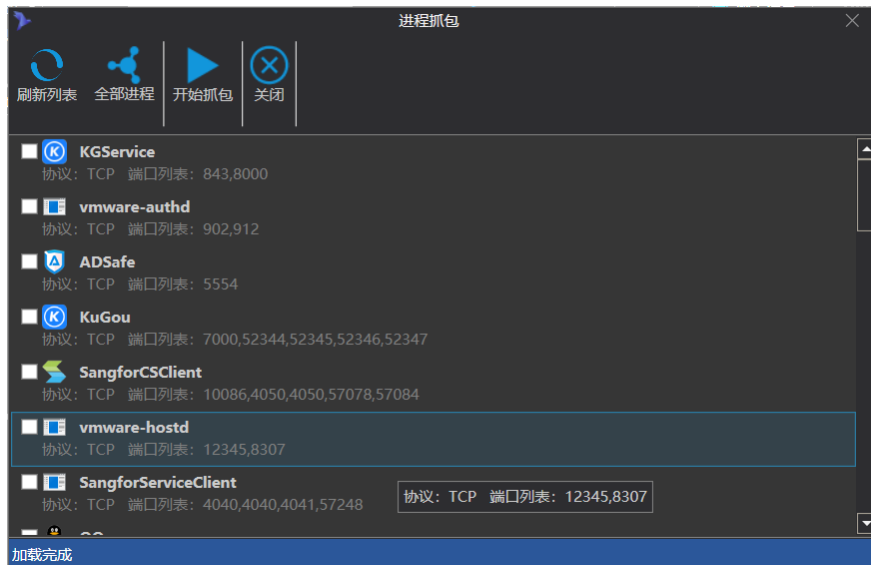 进程抓包
刷新列表 全部进程 开始抓包 关闭
KGService
协议：TCP 端口列表：843,8000
vmware-authd
协议：TCP 端口列表：902,912
ADSafe
协议：TCP 端口列表：5554
KuGou
协议：TCP 端口列表：7000,52344,52345,52346,52347
SangforCSClient
协议：TCP 端口列表：10086,4050,4050,57078,57084
vmware-hostd
协议：TCP 端口列表：12345,8307
SangforServiceClient
协议：TCP 端口列表：4040,4040,4041,57248
协议：TCP 端口列表：12345,8307
加载完成